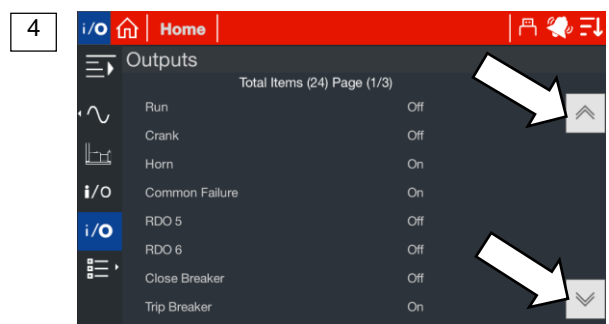 4
i/O Home
Outputs
Total Items (24) Page (1/3)
Run Off
Crank Off
Horn On
i/O Common Failure On
RDO 5 Off
i/O
RDO 6 Off
Close Breaker Off
Trip Breaker On